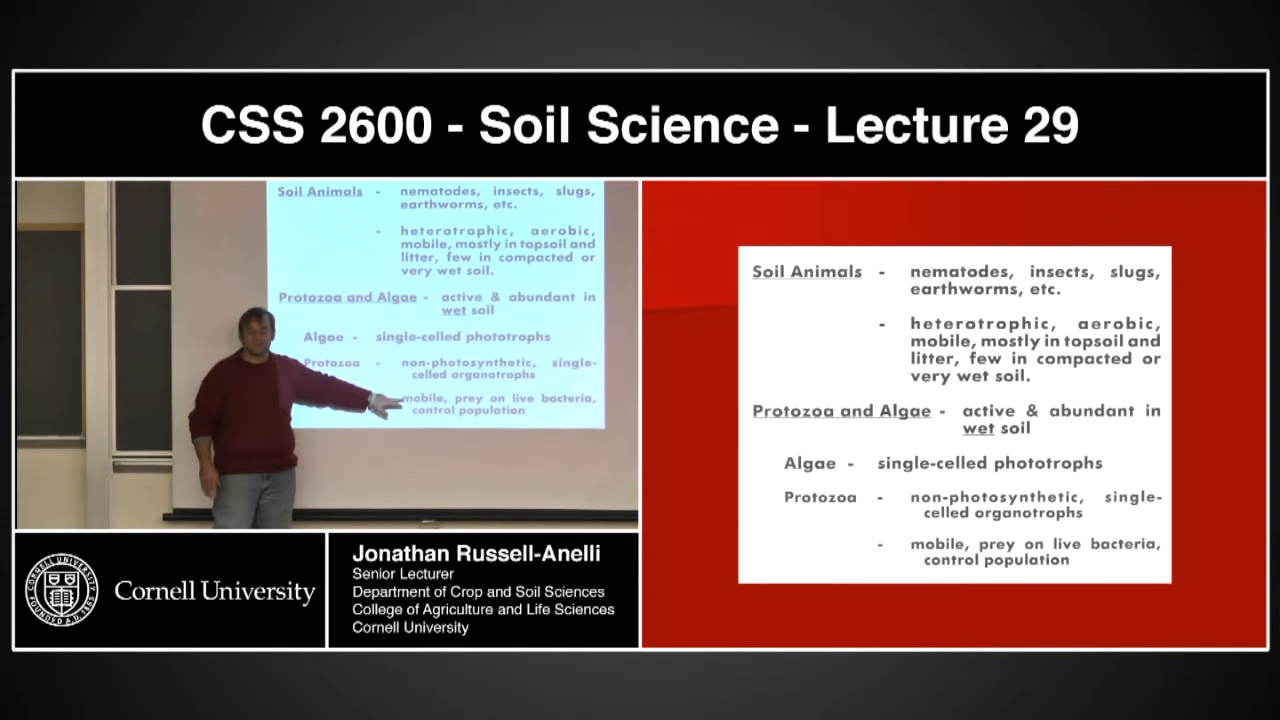 CSS 2600 - Soil Science - Lecture 29
Soil Animals - nematodes, insects, slugs,
earthworms, etc.
- heterotrophic, aerobic,
mobile, mostly in topsoil and
litter, few in compacted or
very wet soil.
Protozoa and Algae - active & abundant in
wet soil
Algae - single-celled phototrophs
Protozoa - non-photosynthetic, single-
celled organotrophs
mobile, prey on live bacteria,
control population
Soil Animals - nematodes, insects, slugs,
earthworms, etc.
- heterotrophic, aerobic,
mobile, mostly in topsoil and
litter, few in compacted or
very wet soil.
Protozoa and Algae - active & abundant in
wet soil
Algae - single-celled phototrophs
Protozoa - non-photosynthetic, single-
celled organotrophs
- mobile, prey on live bacteria,
control population
Cornell University
Jonathan Russell-Anelli
Senior Lecturer
Department of Crop and Soil Sciences
College of Agriculture and Life Sciences
Cornell University